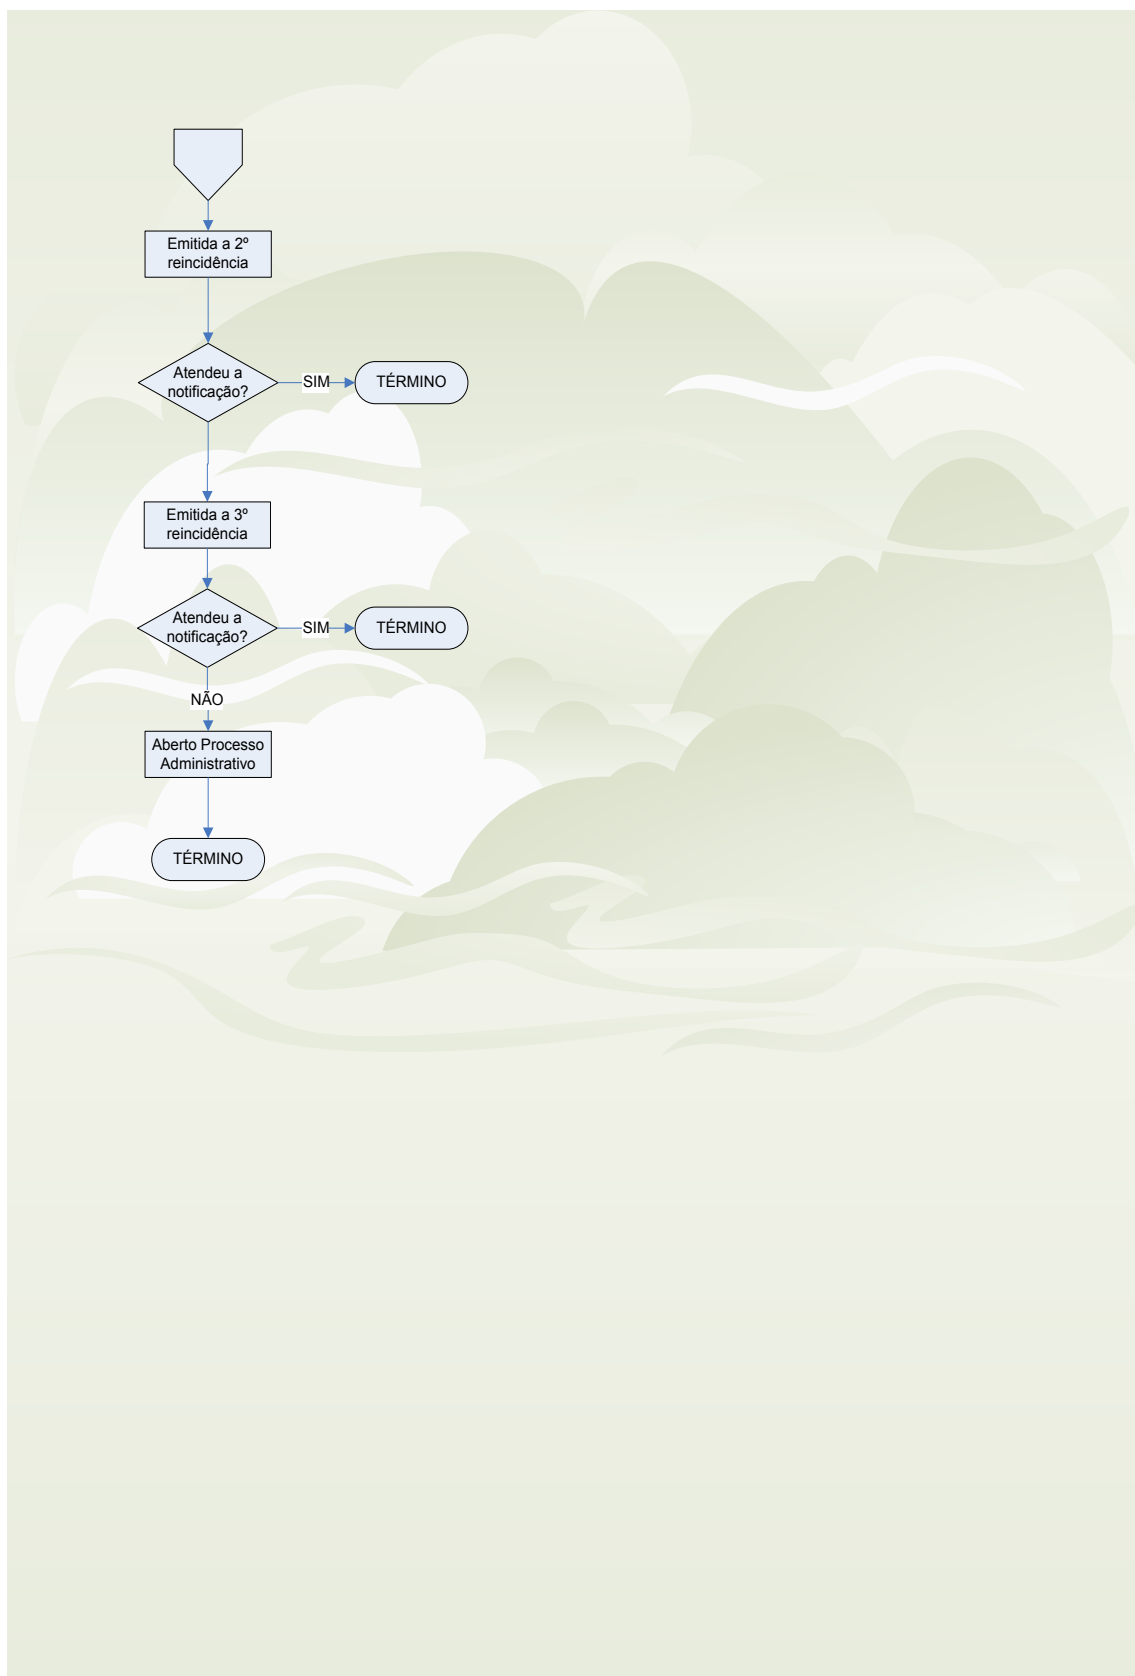 Emitida a 2º
reincidência
Atendeu a
notificação?
SIM
TÉRMINO
Emitida a 3º
reincidência
Atendeu a
notificação?
SIM
TÉRMINO
NÃO
Aberto Processo
Administrativo
TÉRMINO